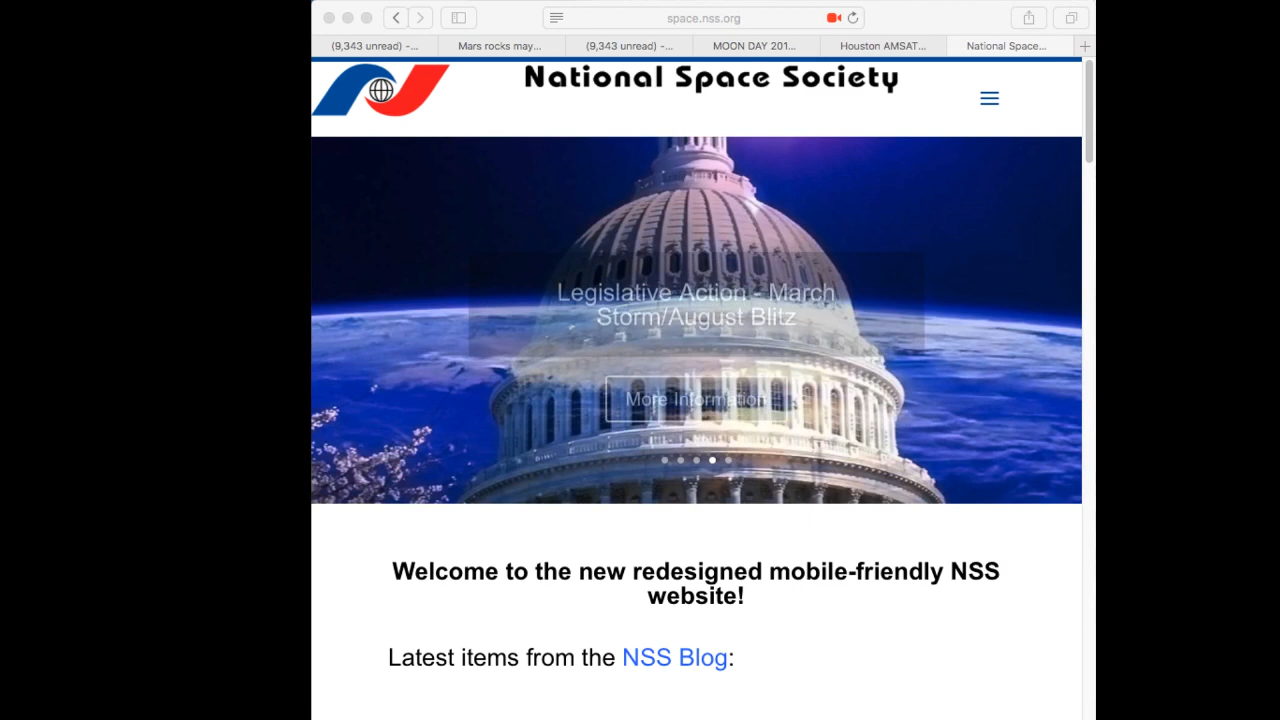 space.nss.org
(9,343 unread) -...
Mars rocks may...
(9,343 unread) -...
MOON DAY 201...
Houston AMSAT...
National Space...
National Space Society
Legislative Action - March
Storm/August Blitz
More Information
Welcome to the new redesigned mobile-friendly NSS
website!
Latest items from the NSS Blog: